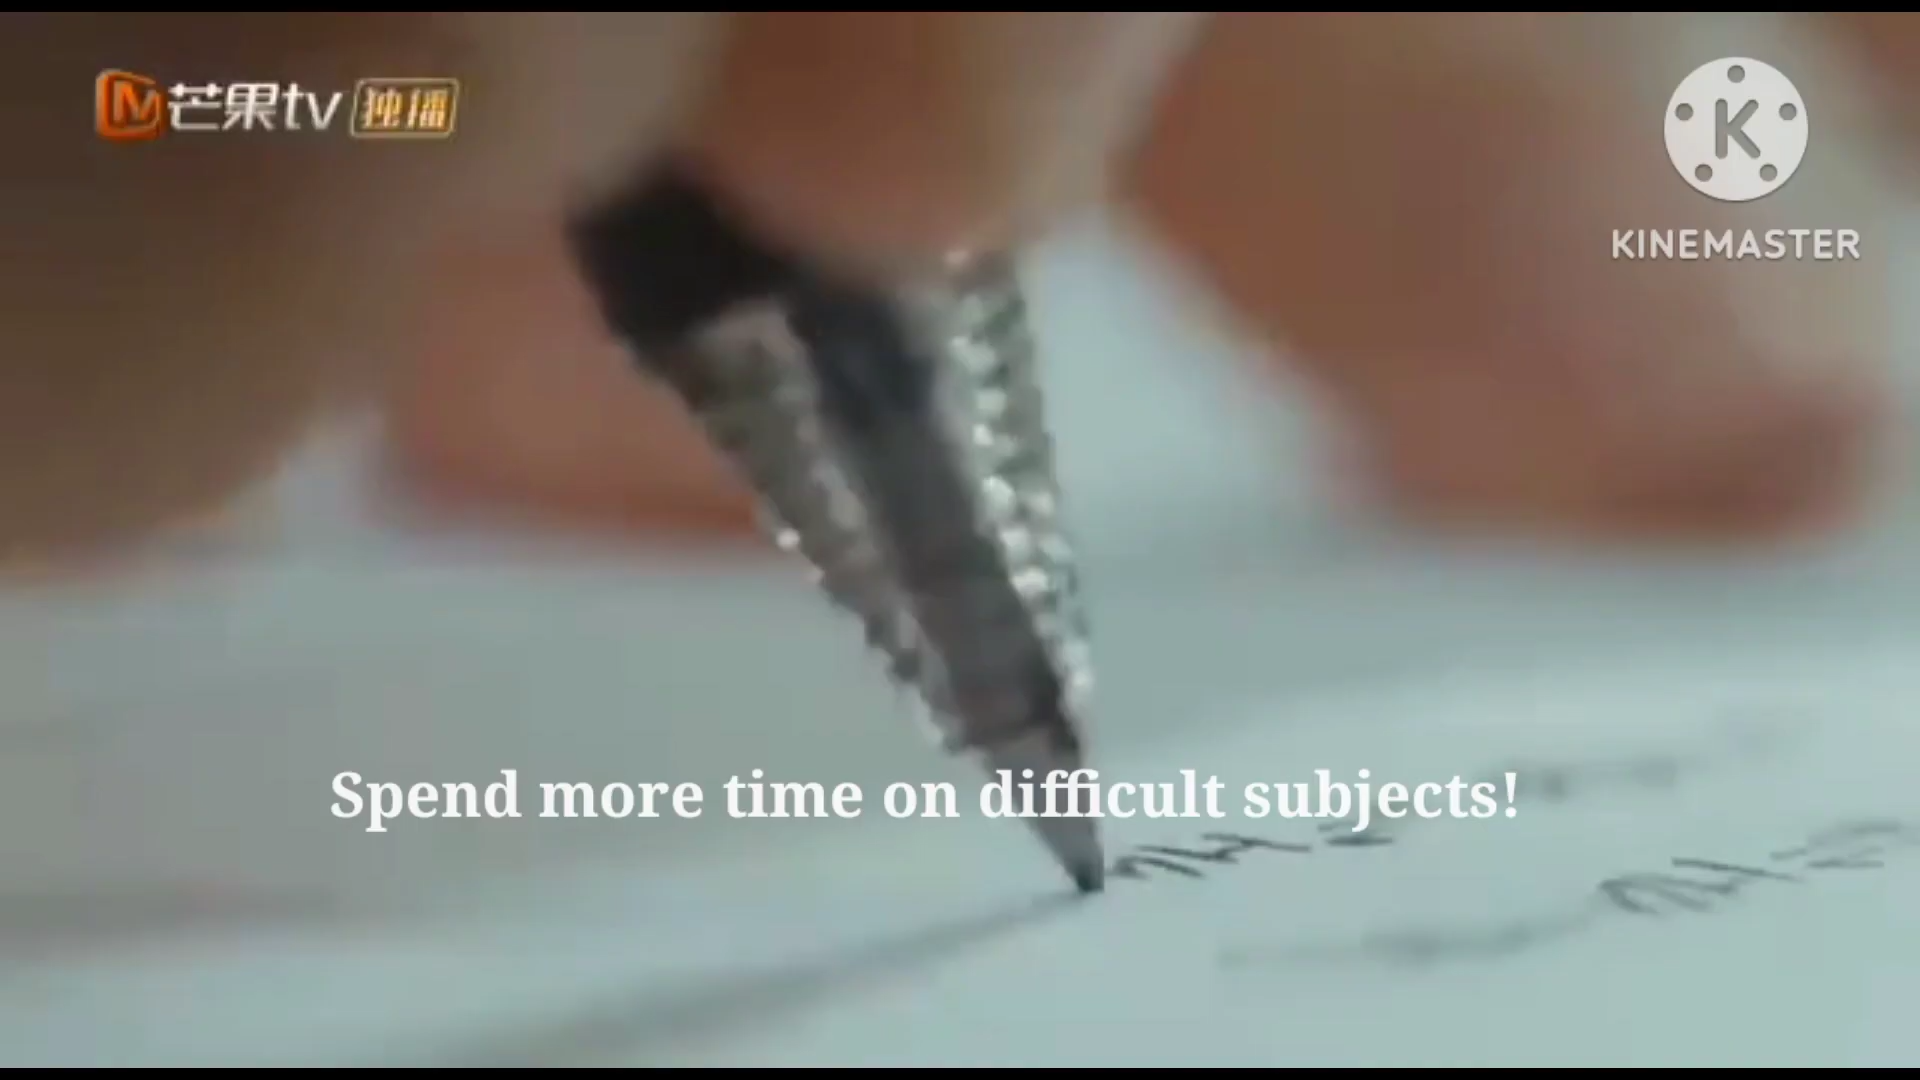 芒果tv 独播
K
KINEMASTER
Spend more time on difficult subjects!